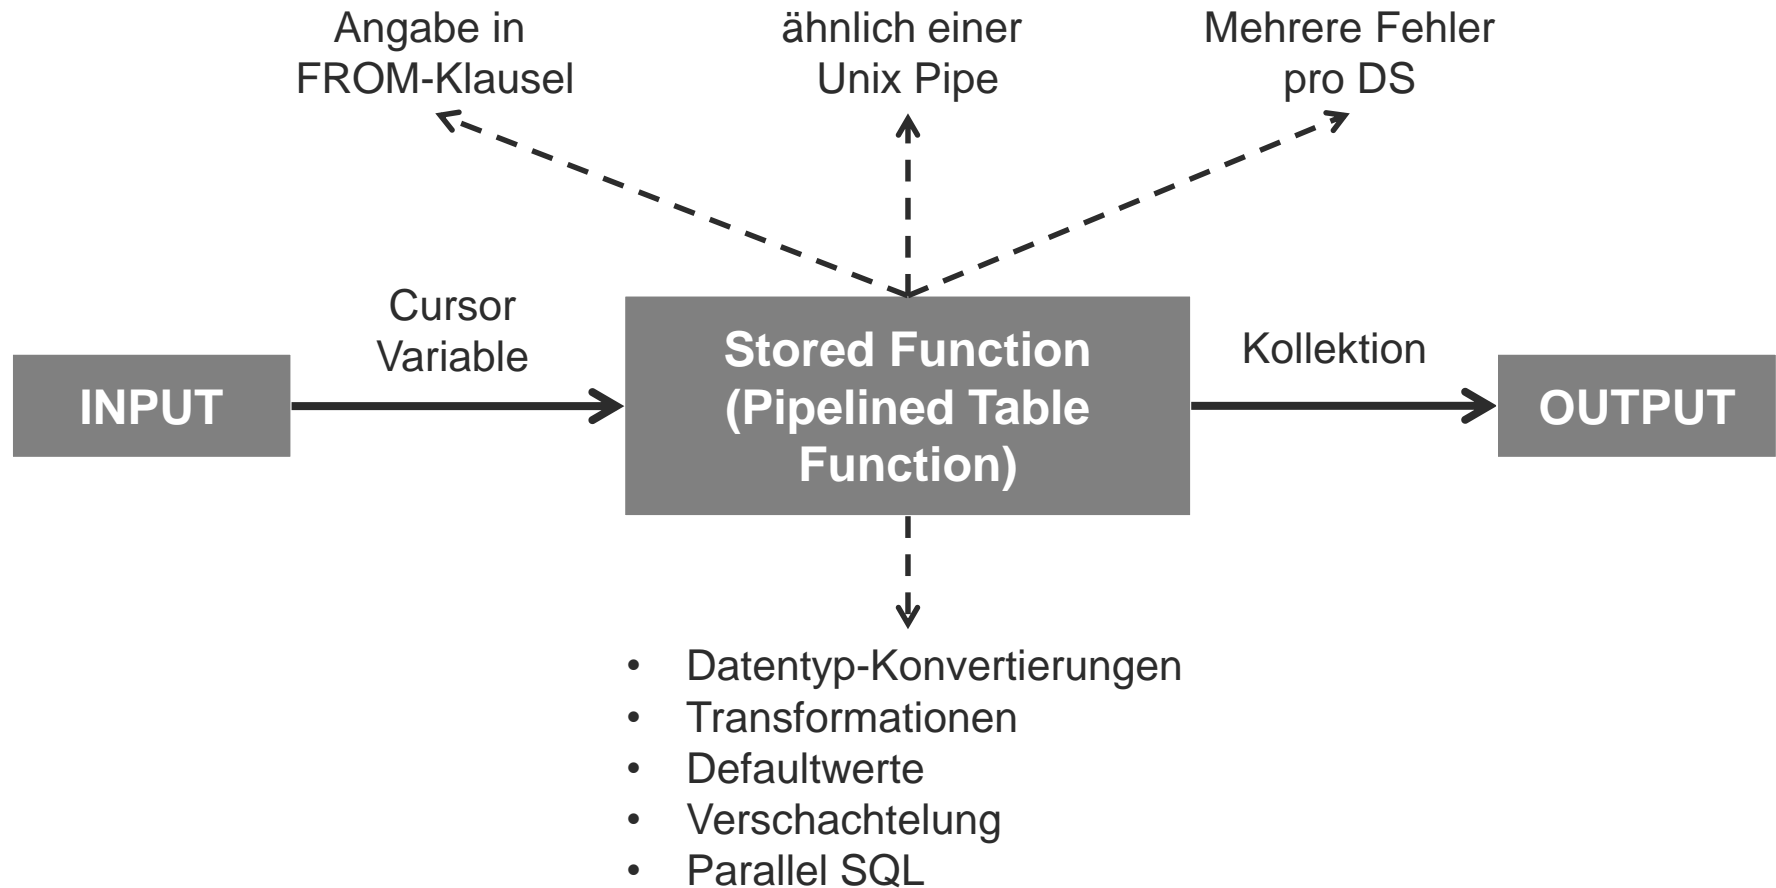 Angabe in
FROM-Klausel
ähnlich einer
Unix Pipe
Mehrere Fehler
pro DS
Cursor
Variable
INPUT
Stored Function
(Pipelined Table
Function)
Kollektion
OUTPUT
• Datentyp-Konvertierungen
• Transformationen
• Defaultwerte
• Verschachtelung
• Parallel SQL